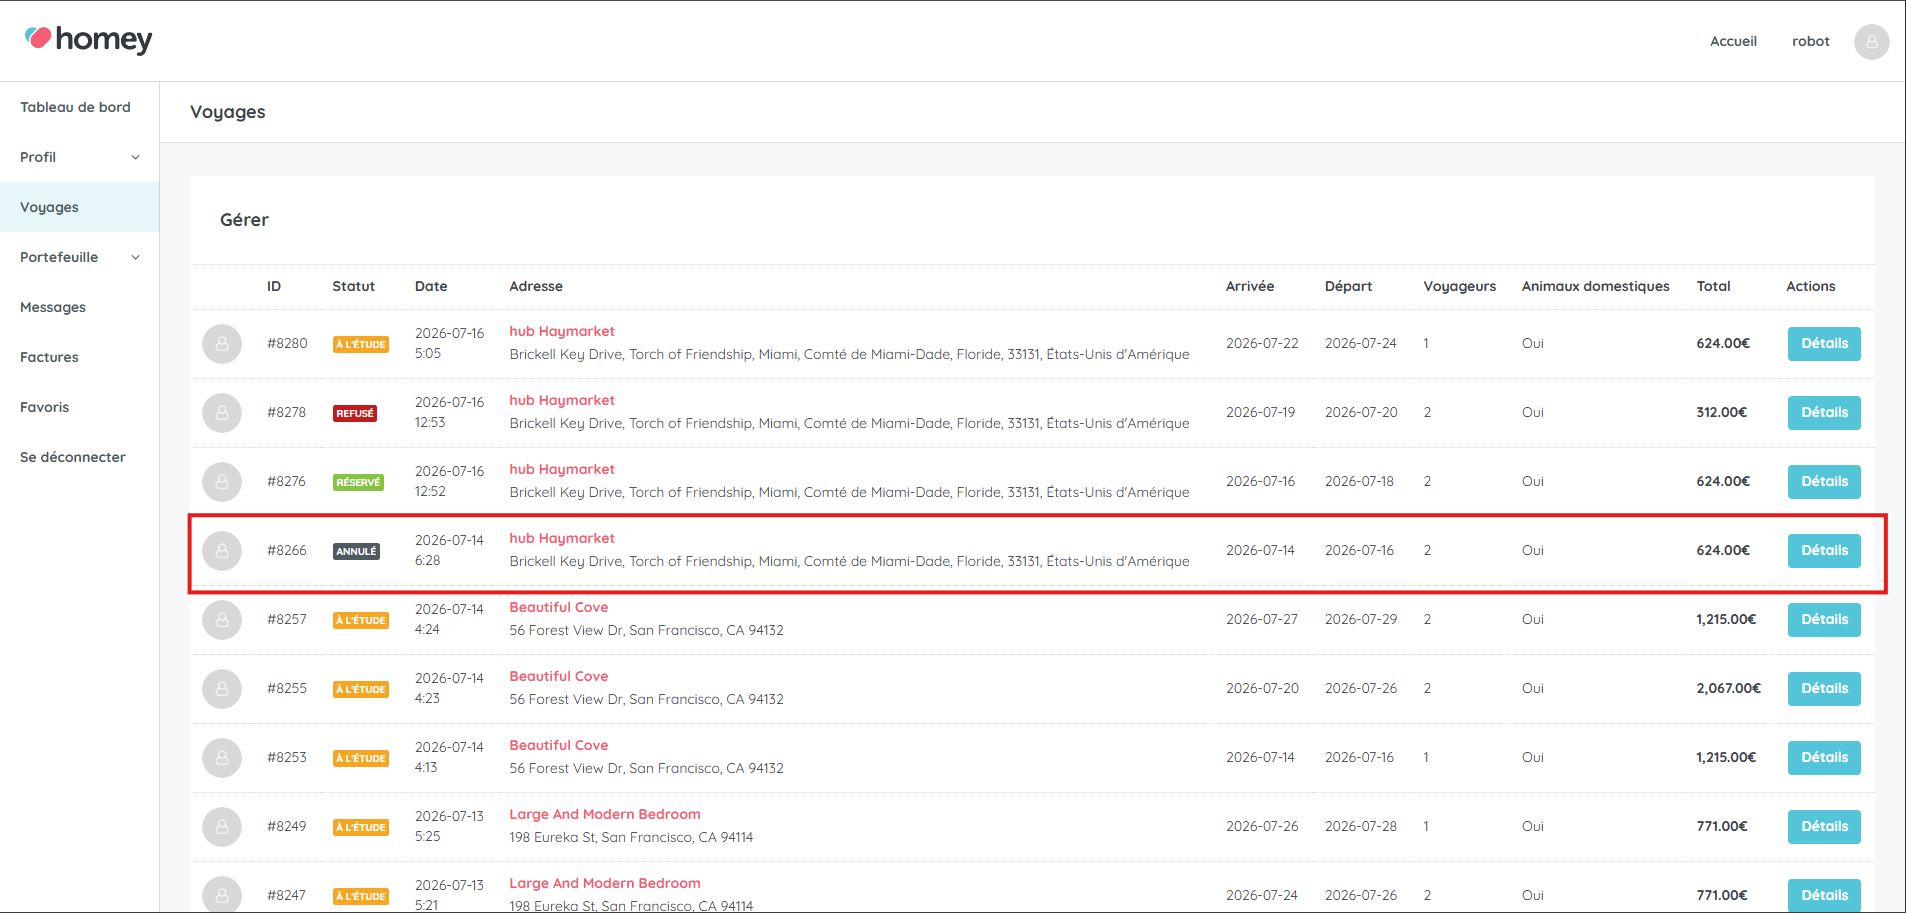 homey
Accueil robot
Tableau de bord
Profil
Voyages
Portefeuille
Messages
Factures
Favoris
Se déconnecter
Voyages
Gérer
ID Statut Date Adresse Arrivée Départ Voyageurs Animaux domestiques Total Actions
#8280 À L'ÉTUDE 2026-07-16 5:05 hub Haymarket 2026-07-22 2026-07-24 1 Oui 624.00€ Détails
Brickell Key Drive, Torch of Friendship, Miami, Comté de Miami-Dade, Floride, 33131, États-Unis d'Amérique
#8278 REFUSÉ 2026-07-16 12:53 hub Haymarket 2026-07-19 2026-07-20 2 Oui 312.00€ Détails
Brickell Key Drive, Torch of Friendship, Miami, Comté de Miami-Dade, Floride, 33131, États-Unis d'Amérique
#8276 RÉSERVÉ 2026-07-16 12:52 hub Haymarket 2026-07-16 2026-07-18 2 Oui 624.00€ Détails
Brickell Key Drive, Torch of Friendship, Miami, Comté de Miami-Dade, Floride, 33131, États-Unis d'Amérique
#8266 ANNULÉ 2026-07-14 6:28 hub Haymarket 2026-07-14 2026-07-16 2 Oui 624.00€ Détails
Brickell Key Drive, Torch of Friendship, Miami, Comté de Miami-Dade, Floride, 33131, États-Unis d'Amérique
#8257 À L'ÉTUDE 2026-07-14 4:24 Beautiful Cove 2026-07-27 2026-07-29 2 Oui 1,215.00€ Détails
56 Forest View Dr, San Francisco, CA 94132
#8255 À L'ÉTUDE 2026-07-14 4:23 Beautiful Cove 2026-07-20 2026-07-26 2 Oui 2,067.00€ Détails
56 Forest View Dr, San Francisco, CA 94132
#8253 À L'ÉTUDE 2026-07-14 4:13 Beautiful Cove 2026-07-14 2026-07-16 1 Oui 1,215.00€ Détails
56 Forest View Dr, San Francisco, CA 94132
#8249 À L'ÉTUDE 2026-07-13 5:25 Large And Modern Bedroom 2026-07-26 2026-07-28 1 Oui 771.00€ Détails
198 Eureka St, San Francisco, CA 94114
#8247 À L'ÉTUDE 2026-07-13 5:21 Large And Modern Bedroom 2026-07-24 2026-07-26 2 Oui 771.00€ Détails
198 Eureka St, San Francisco, CA 94114